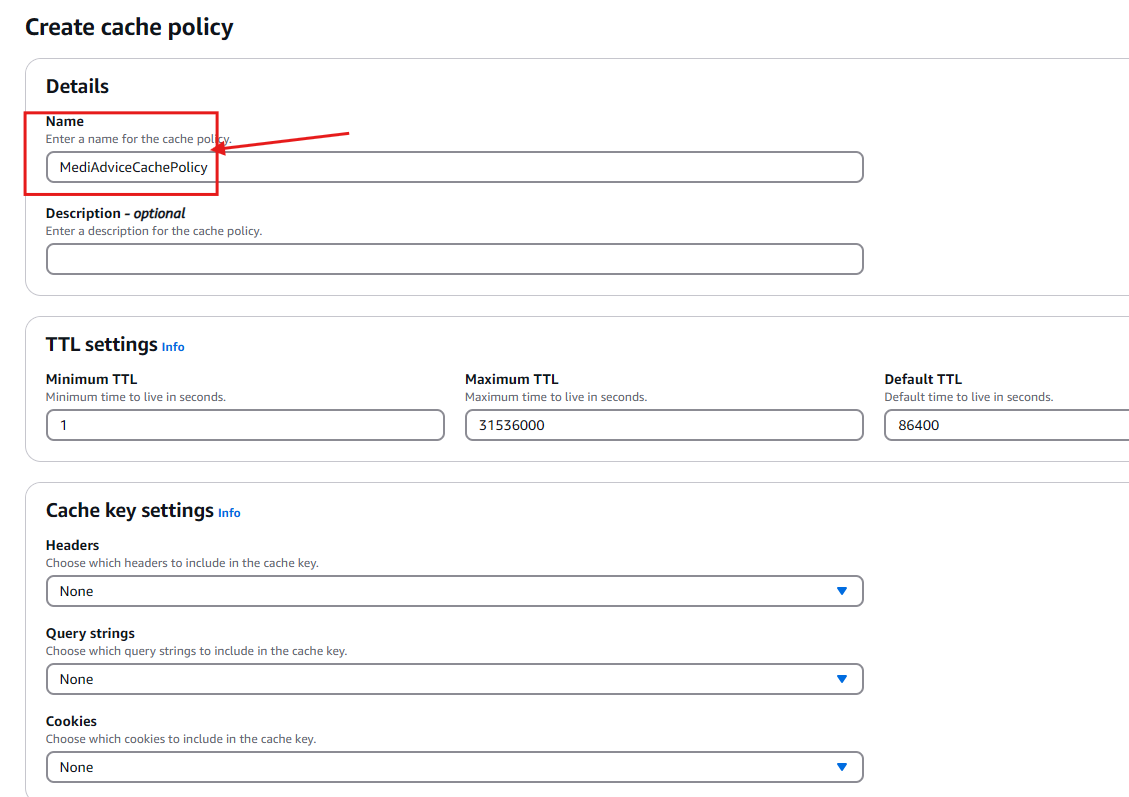 Create cache policy
Details
Name
Enter a name for the cache policy.
MediAdviceCachePolicy
Description - optional
Enter a description for the cache policy.
TTL settings Info
Minimum TTL
Minimum time to live in seconds.
1
Maximum TTL
Maximum time to live in seconds.
31536000
Default TTL
Default time to live in seconds.
86400
Cache key settings Info
Headers
Choose which headers to include in the cache key.
None
Query strings
Choose which query strings to include in the cache key.
None
Cookies
Choose which cookies to include in the cache key.
None